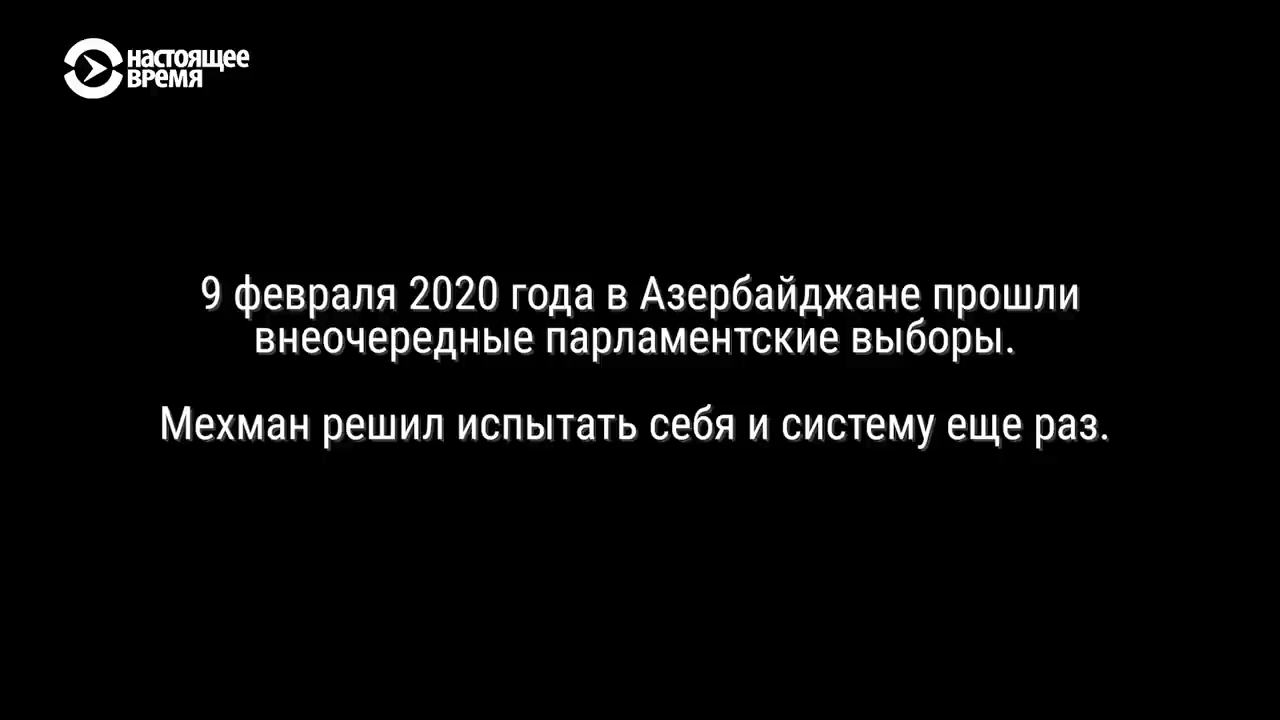 настоящее
время
9 февраля 2020 года в Азербайджане прошли
внеочередные парламентские выборы.
Мехман решил испытать себя и систему еще раз.